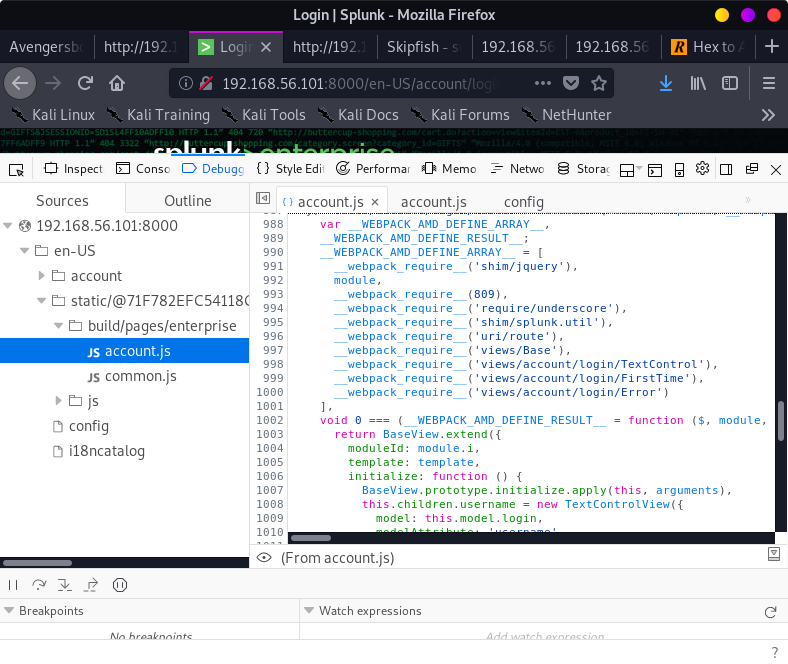 Login | Splunk - Mozilla Firefox
Avengersb
http://192.1
Login
http://192.1
Skipfish - s
192.168.56
192.168.56
Hex to A
192.168.56.101:8000/en-US/account/log
Kali Linux
Kali Training
Kali Tools
Kali Docs
Kali Forums
NetHunter
splunk>enterprise
Inspect
Conso
Debugg
Style Edit
Performar
Memo
Netwo
Storag
Sources
Outline
account.js
account.js
config
192.168.56.101:8000
en-US
account
static/@71F782EFC54118C
build/pages/enterprise
JS account.js
JS common.js
js
config
i18ncatalog
988 var __WEBPACK_AMD_DEFINE_ARRAY__,
989 __WEBPACK_AMD_DEFINE_RESULT__;
990 __WEBPACK_AMD_DEFINE_ARRAY__ = [
991 __webpack_require__('shim/jquery'),
992 module,
993 __webpack_require__(809),
994 __webpack_require__('require/underscore'),
995 __webpack_require__('shim/splunk.util'),
996 __webpack_require__('uri/route'),
997 __webpack_require__('views/Base'),
998 __webpack_require__('views/account/login/TextControl'),
999 __webpack_require__('views/account/login/FirstTime'),
1000 __webpack_require__('views/account/login/Error')
1001 ],
1002 void 0 === (__WEBPACK_AMD_DEFINE_RESULT__ = function ($, module,
1003 return BaseView.extend({
1004 moduleId: module.i,
1005 template: template,
1006 initialize: function () {
1007 BaseView.prototype.initialize.apply(this, arguments),
1008 this.children.username = new TextControlView({
1009 model: this.model.login,
1010 modelAttribute: 'username',
(From account.js)
Breakpoints
Watch expressions
No breakpoints
Add watch expression